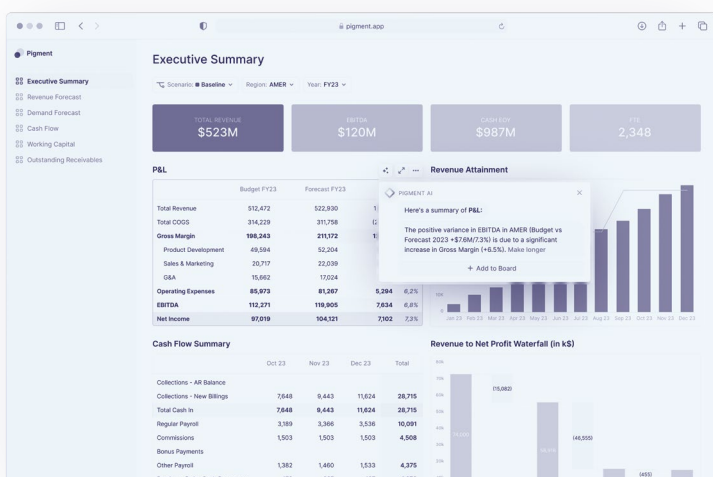 pigment.app
Pigment
Executive Summary
Revenue Forecast
Demand Forecast
Cash Flow
Working Capital
Outstanding Receivables
Executive Summary
Scenario: Baseline Region: AMER Year: FY23
TOTAL REVENUE
$523M
EBITDA
$120M
CASH EOY
$987M
FTE
2,348
P&L
Budget FY23 Forecast FY23
Total Revenue 512,472 522,930
Total COGS 314,229 311,758
Gross Margin 198,243 211,172
Product Development 49,594 52,204
Sales & Marketing 20,717 22,039
G&A 15,662 17,024
Operating Expenses 85,973 81,267 5,294 6,2%
EBITDA 112,271 119,905 7,634 6,8%
Net Income 97,019 104,121 7,102 7,3%
Revenue Attainment
PIGMENT AI
Here's a summary of P&L:
The positive variance in EBITDA in AMER (Budget vs
Forecast 2023 +$7.6M/7.3%) is due to a significant
increase in Gross Margin (+6.5%). Make longer
+ Add to Board
100
0
Jan 23 Feb 23 Mar 23 Apr 23 May 23 Jun 23 Jul 23 Aug 23 Sep 23 Oct 23 Nov 23 Dec 23
Cash Flow Summary
Oct 23 Nov 23 Dec 23 Total
Collections - AR Balance
Collections - New Billings 7,648 9,443 11,624 28,715
Total Cash In 7,648 9,443 11,624 28,715
Regular Payroll 3,189 3,366 3,536 10,091
Commissions 1,503 1,503 1,503 4,508
Bonus Payments
Other Payroll 1,382 1,460 1,533 4,375
Revenue to Net Profit Waterfall (in k$)
(15,082)
(46,555)
(455)